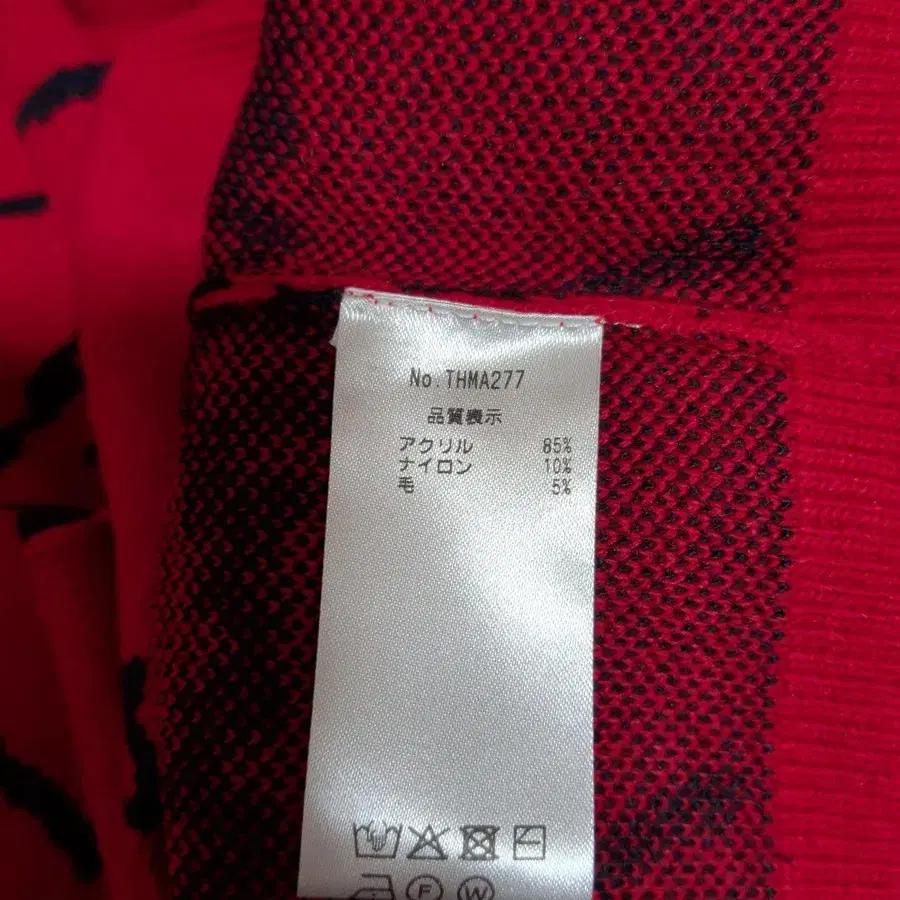 No.THMA277
品質表示
アクリル 85%
ナイロン 10%
毛 5%
F W